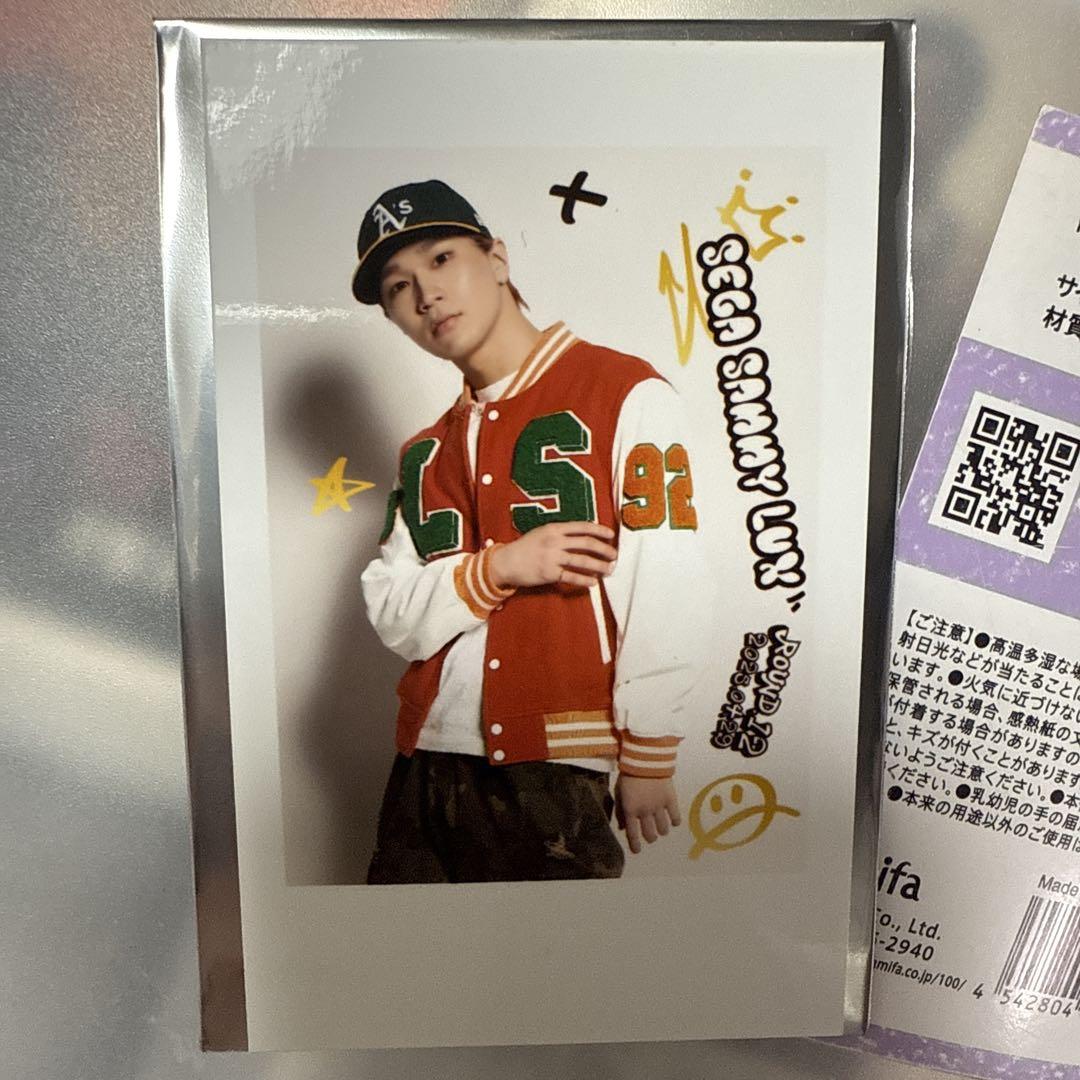 A's
L S
92
SEGA SAMMY LUX"
ROUND.12
2025.04.29
材質
【ご注意】●高温多湿な
射日光などが当たること
います。●火気に近づけない
保管される場合、感熱紙の
付着する場合がありますの
と、キズが付くことがあります
ないようご注意ください。
ください。●乳幼児の手の届
●本来の用途以外のご使用は
ifa
Co., Ltd.
-2940
amifa.co.jp/100/
Made
4 542804